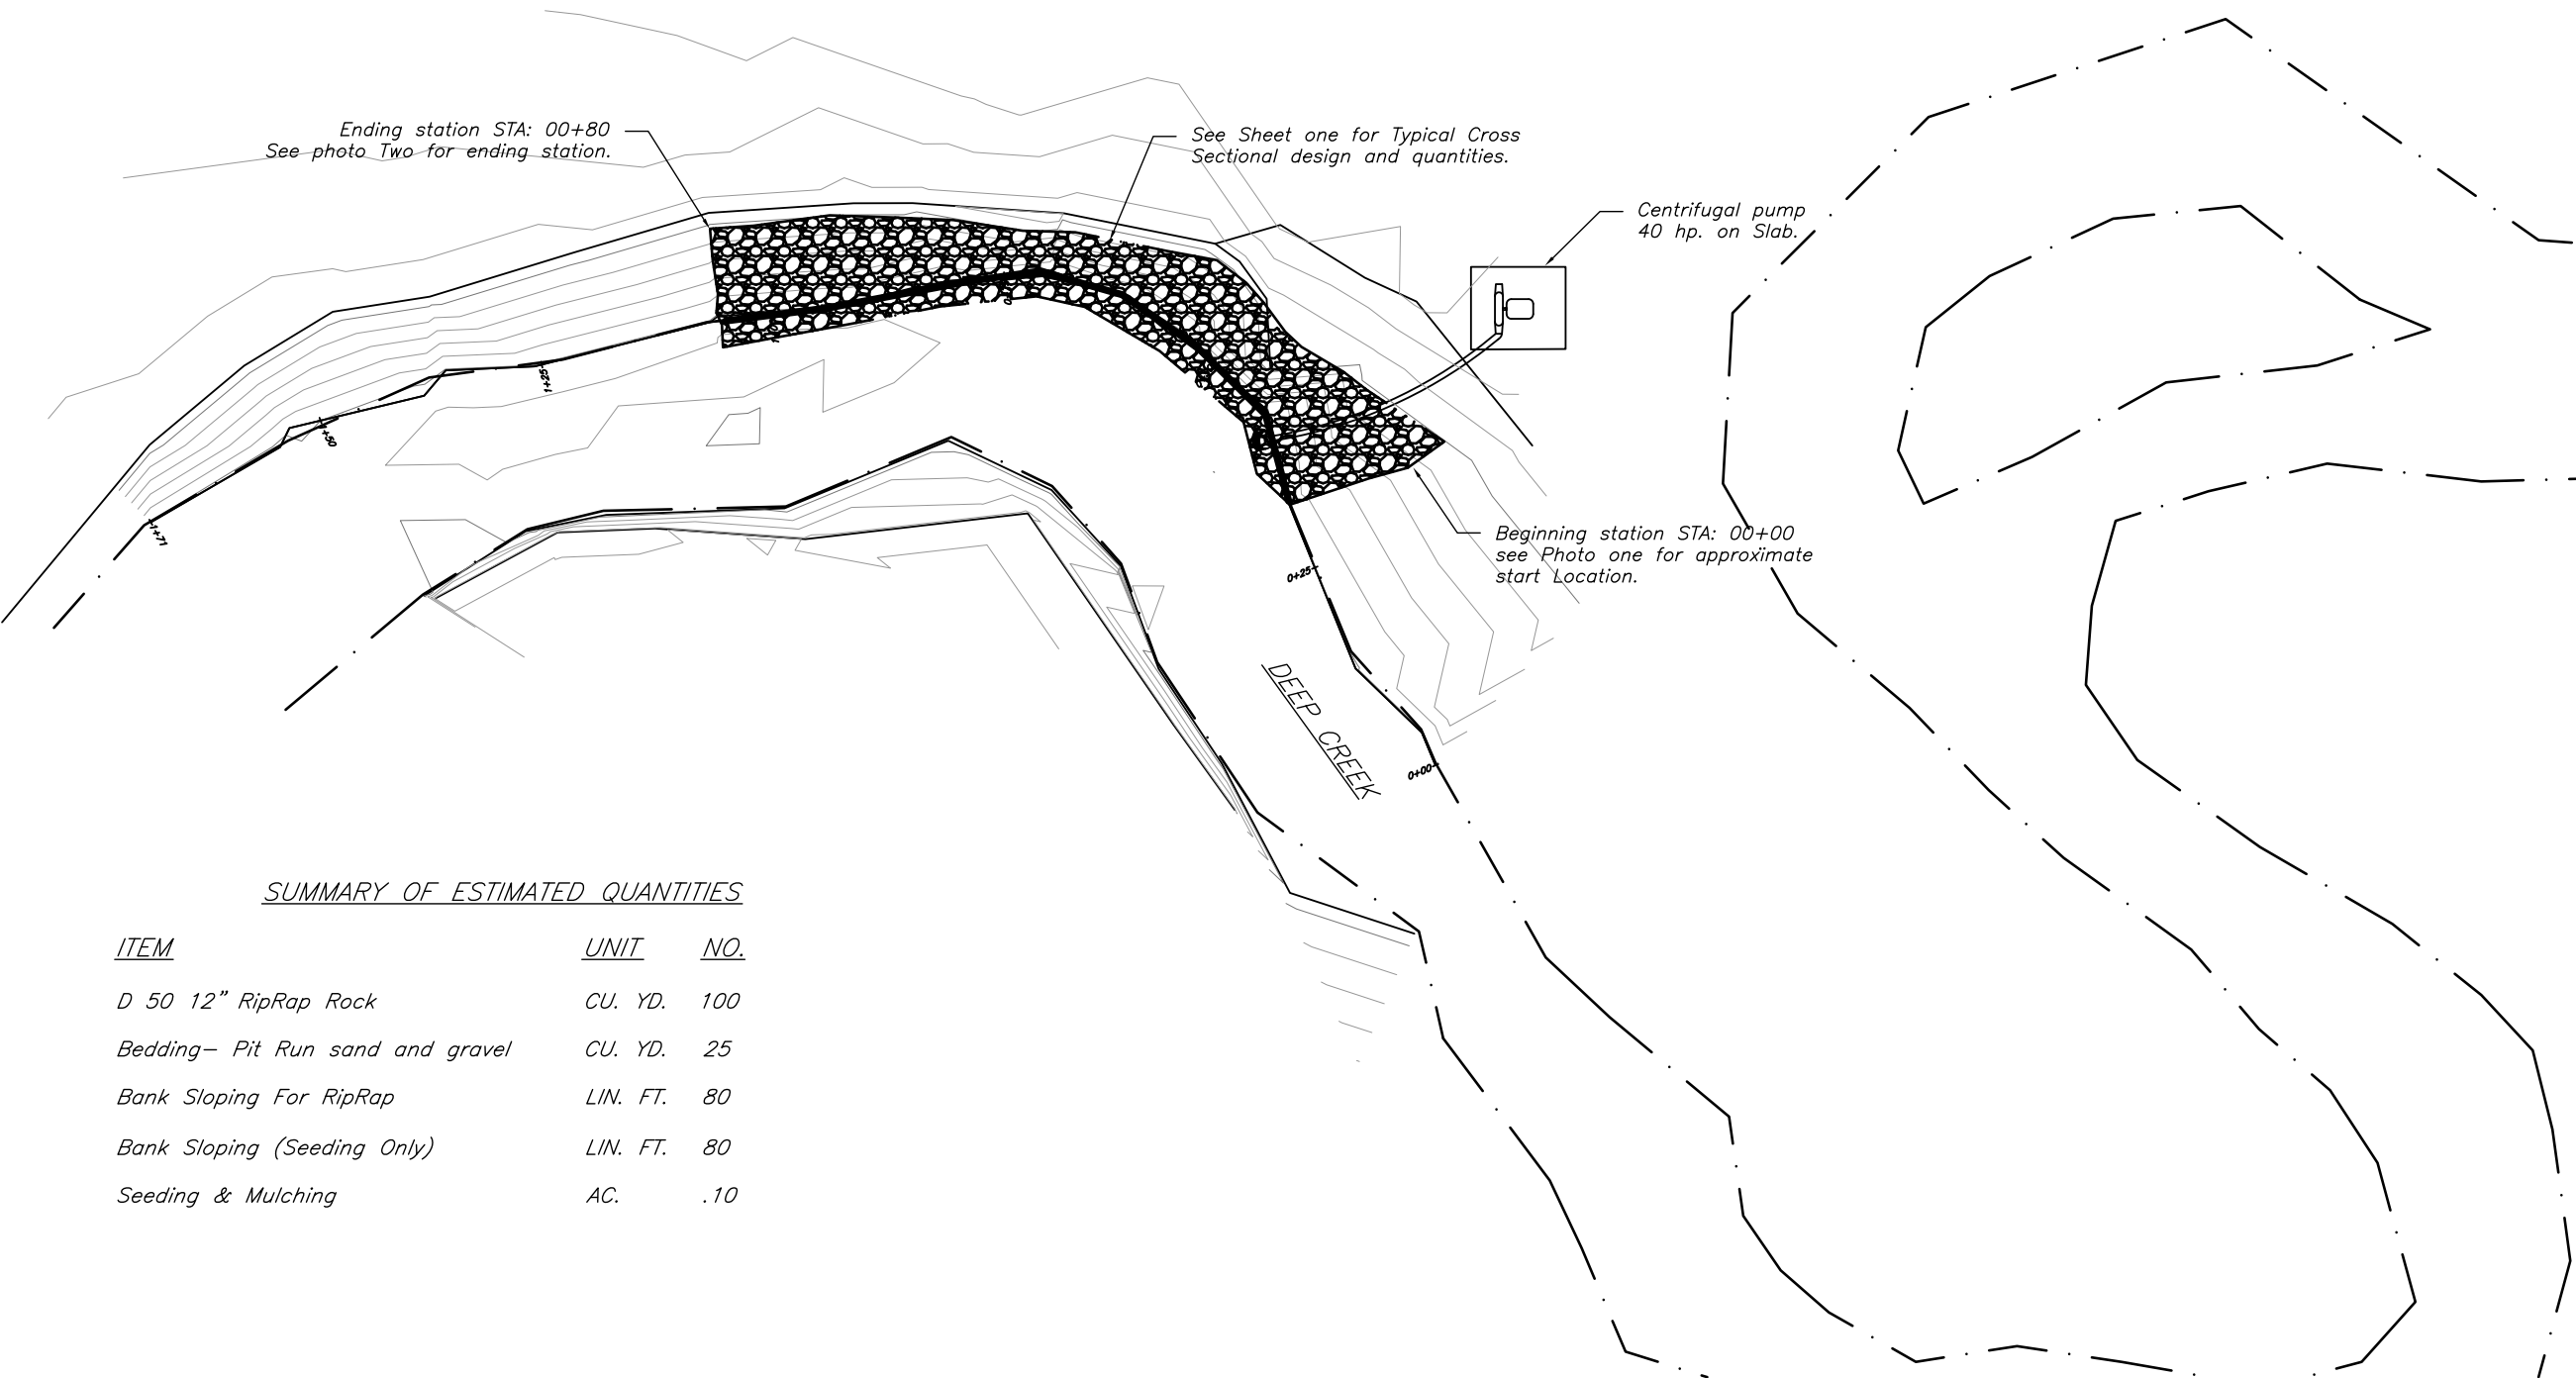 Ending station STA: 00+80
See photo Two for ending station.
See Sheet one for Typical Cross
Sectional design and quantities.
Centrifugal pump
40 hp. on Slab.
Beginning station STA: 00+00
see Photo one for approximate
start Location.
1+25
1+50
1+71
0+25
0+00
DEEP CREEK
SUMMARY OF ESTIMATED QUANTITIES
ITEM UNIT NO.
D 50 12" RipRap Rock CU. YD. 100
Bedding- Pit Run sand and gravel CU. YD. 25
Bank Sloping For RipRap LIN. FT. 80
Bank Sloping (Seeding Only) LIN. FT. 80
Seeding & Mulching AC. .10